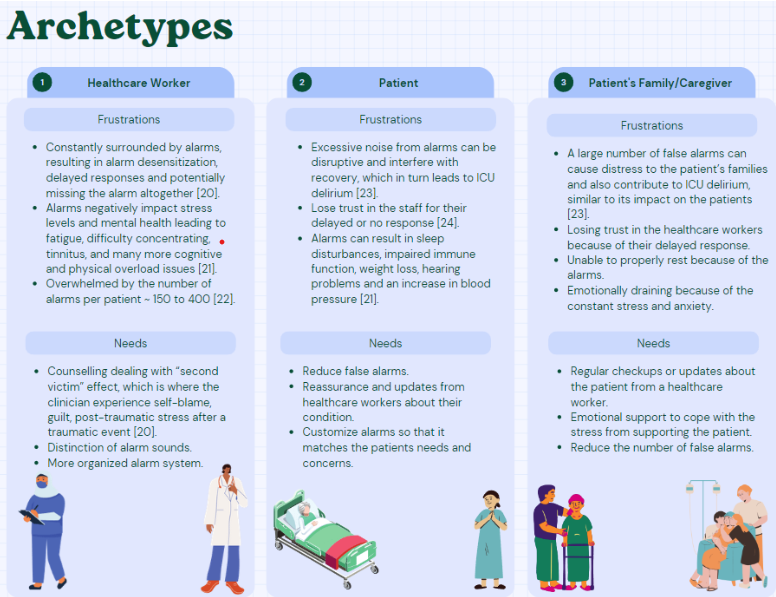 Archetypes
1 Healthcare Worker
Frustrations
• Constantly surrounded by alarms,
resulting in alarm desensitization,
delayed responses and potentially
missing the alarm altogether [20].
• Alarms negatively impact stress
levels and mental health leading to
fatigue, difficulty concentrating,
tinnitus, and many more cognitive
and physical overload issues [21].
• Overwhelmed by the number of
alarms per patient ~ 150 to 400 [22].
Needs
• Counselling dealing with “second
victim” effect, which is where the
clinician experience self-blame,
guilt, post-traumatic stress after a
traumatic event [20].
• Distinction of alarm sounds.
• More organized alarm system.
2 Patient
Frustrations
• Excessive noise from alarms can be
disruptive and interfere with
recovery, which in turn leads to ICU
delirium [23].
• Lose trust in the staff for their
delayed or no response [24].
• Alarms can result in sleep
disturbances, impaired immune
function, weight loss, hearing
problems and an increase in blood
pressure [21].
Needs
• Reduce false alarms.
• Reassurance and updates from
healthcare workers about their
condition.
• Customize alarms so that it
matches the patients needs and
concerns.
3 Patient's Family/Caregiver
Frustrations
• A large number of false alarms can
cause distress to the patient’s families
and also contribute to ICU delirium,
similar to its impact on the patients
[23].
• Losing trust in the healthcare workers
because of their delayed response.
• Unable to properly rest because of the
alarms.
• Emotionally draining because of the
constant stress and anxiety.
Needs
• Regular checkups or updates about
the patient from a healthcare
worker.
• Emotional support to cope with the
stress from supporting the patient.
• Reduce the number of false alarms.